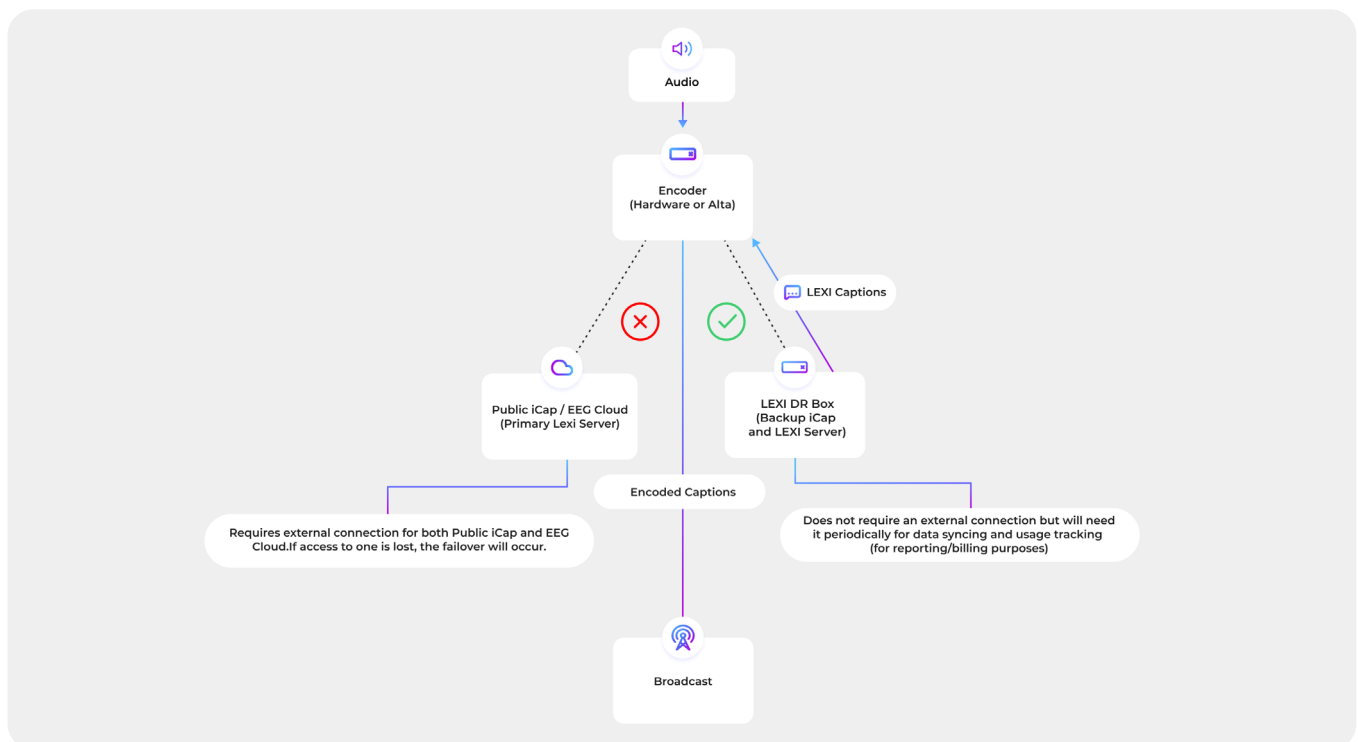 Audio
Encoder
(Hardware or Alta)
LEXI Captions
Public iCap / EEG Cloud
(Primary Lexi Server)
LEXI DR Box
(Backup iCap
and LEXI Server)
Encoded Captions
Requires external connection for both Public iCap and EEG
Cloud.If access to one is lost, the failover will occur.
Does not require an external connection but will need
it periodically for data syncing and usage tracking
(for reporting/billing purposes)
Broadcast